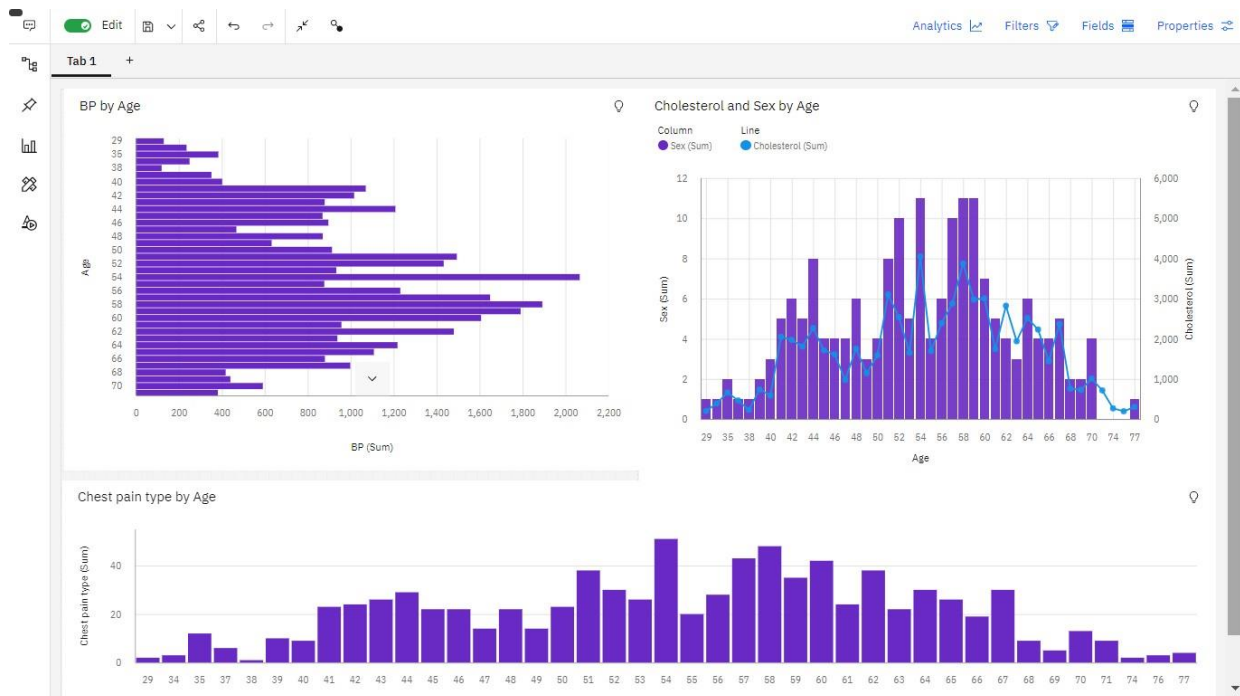 Edit
Analytics Filters Fields Properties
Tab 1 +
BP by Age
29
35
38
40
42
44
46
48
50
52
54
56
58
60
62
64
66
68
70
Age
0 200 400 600 800 1,000 1,200 1,400 1,600 1,800 2,000 2,200
BP (Sum)
Cholesterol and Sex by Age
Column Line
Sex (Sum) Cholesterol (Sum)
12 6,000
10 5,000
8 4,000
6 3,000
4 2,000
2 1,000
0 0
Sex (Sum)
Cholesterol (Sum)
29 35 38 40 42 44 46 48 50 52 54 56 58 60 62 64 66 68 70 74 77
Age
Chest pain type by Age
Chest pain type (Sum)
40
20
0
29 34 35 37 38 39 40 41 42 43 44 45 46 47 48 49 50 51 52 53 54 55 56 57 58 59 60 61 62 63 64 65 66 67 68 69 70 71 74 76 77